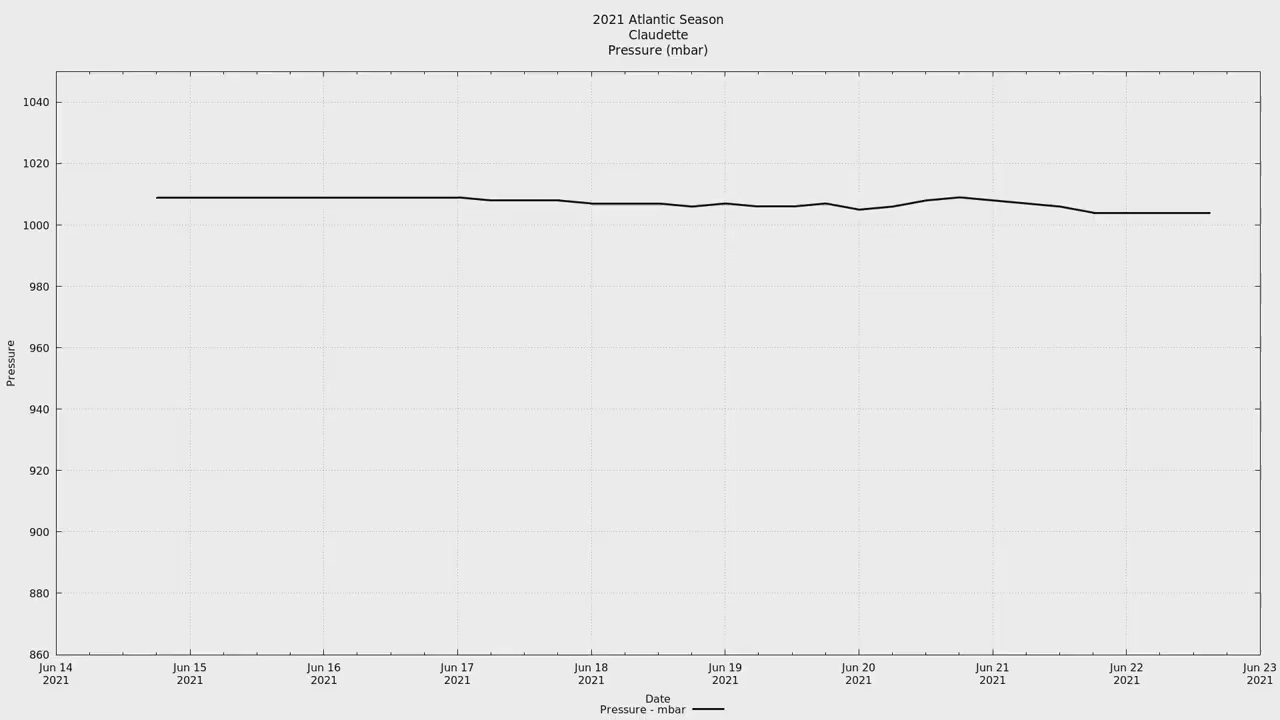 2021 Atlantic Season
Claudette
Pressure (mbar)
1040
1020
1000
980
960
940
920
900
880
860
Pressure
Jun 14 Jun 15 Jun 16 Jun 17 Jun 18 Jun 19 Jun 20 Jun 21 Jun 22 Jun 23
2021 2021 2021 2021 2021 2021 2021 2021 2021 2021
Date
Pressure - mbar